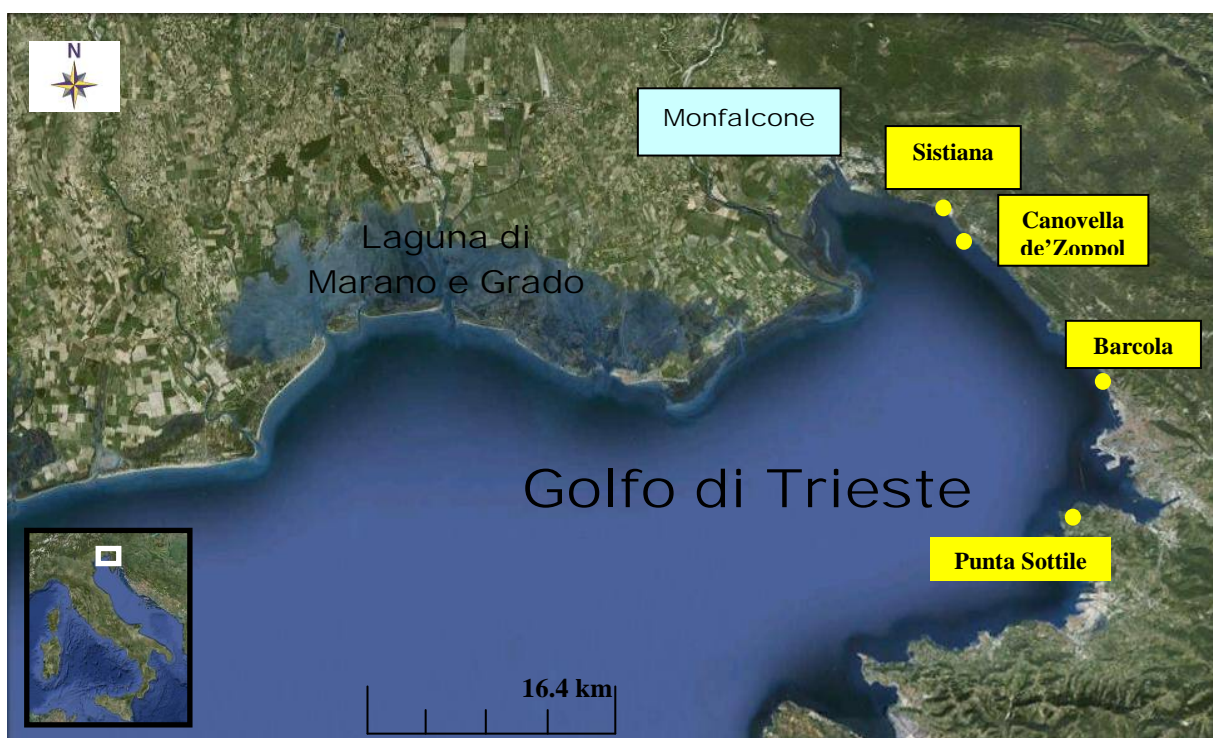 N
Monfalcone
Sistiana
Canovella
de'Zoppol
Laguna di
Marano e Grado
Barcola
Golfo di Trieste
Punta Sottile
16.4 km